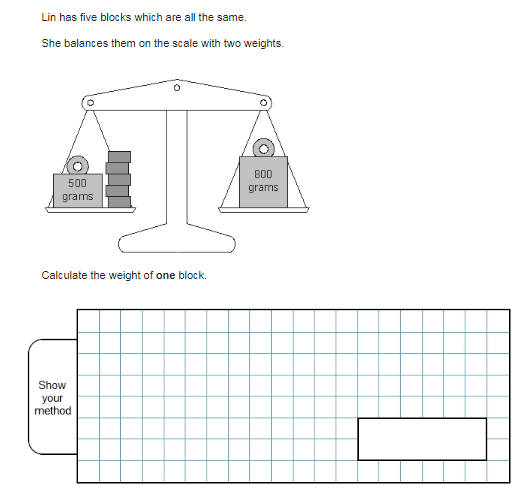 Lin has five blocks which are all the same.
She balances them on the scale with two weights.
500
grams
800
grams
Calculate the weight of one block.
Show
your
method